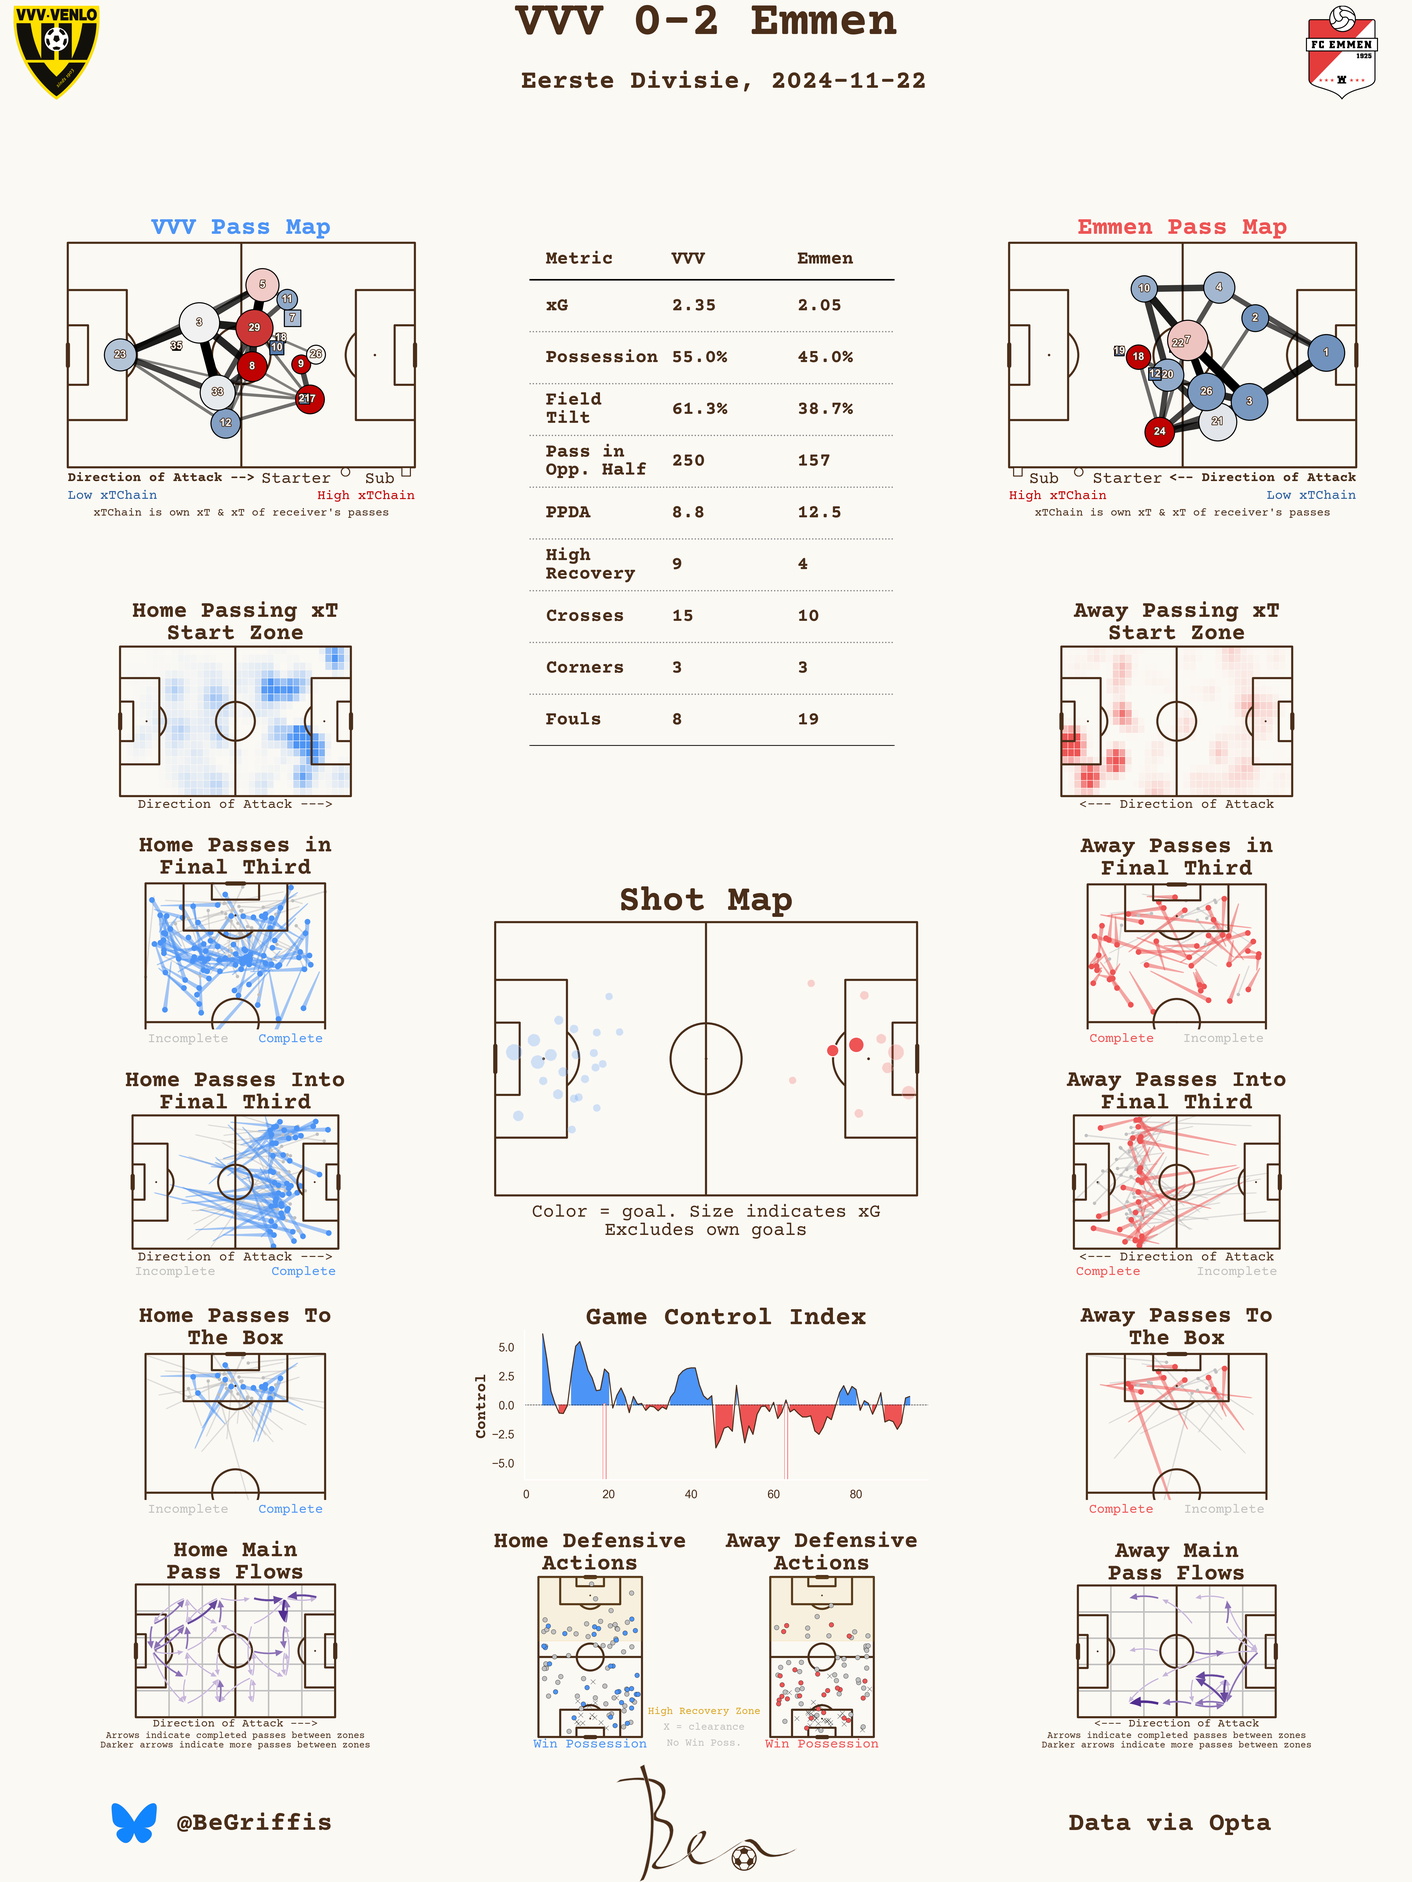 VVV 0-2 Emmen
Eerste Divisie, 2024-11-22
VVV-VENLO
FC EMMEN
1925
VVV Pass Map
5
11
7
3
29
18
10
35
23
26
9
8
33
217
12
Direction of Attack --> Starter Sub
Low xTChain High xTChain
xTChain is own xT & xT of receiver's passes
Metric VVV Emmen
xG 2.35 2.05
Possession 55.0% 45.0%
Field
Tilt 61.3% 38.7%
Pass in
Opp. Half 250 157
PPDA 8.8 12.5
High
Recovery 9 4
Crosses 15 10
Corners 3 3
Fouls 8 19
Emmen Pass Map
10
4
2
227
19
18
1
12
20
26
3
21
24
Sub Starter <-- Direction of Attack
High xTChain Low xTChain
xTChain is own xT & xT of receiver's passes
Home Passing xT
Start Zone
Direction of Attack --->
Away Passing xT
Start Zone
<--- Direction of Attack
Home Passes in
Final Third
Incomplete Complete
Away Passes in
Final Third
Complete Incomplete
Shot Map
Color = goal. Size indicates xG
Excludes own goals
Home Passes Into
Final Third
Direction of Attack --->
Incomplete Complete
Away Passes Into
Final Third
<--- Direction of Attack
Complete Incomplete
Home Passes To
The Box
Incomplete Complete
Game Control Index
Control
5.0
2.5
0.0
−2.5
−5.0
0 20 40 60 80
Away Passes To
The Box
Complete Incomplete
Home Main
Pass Flows
Direction of Attack --->
Arrows indicate completed passes between zones
Darker arrows indicate more passes between zones
Home Defensive
Actions
Win Possession
High Recovery Zone
X = clearance
No Win Poss.
Away Defensive
Actions
Win Possession
Away Main
Pass Flows
<--- Direction of Attack
Arrows indicate completed passes between zones
Darker arrows indicate more passes between zones
@BeGriffis
Ben
Data via Opta